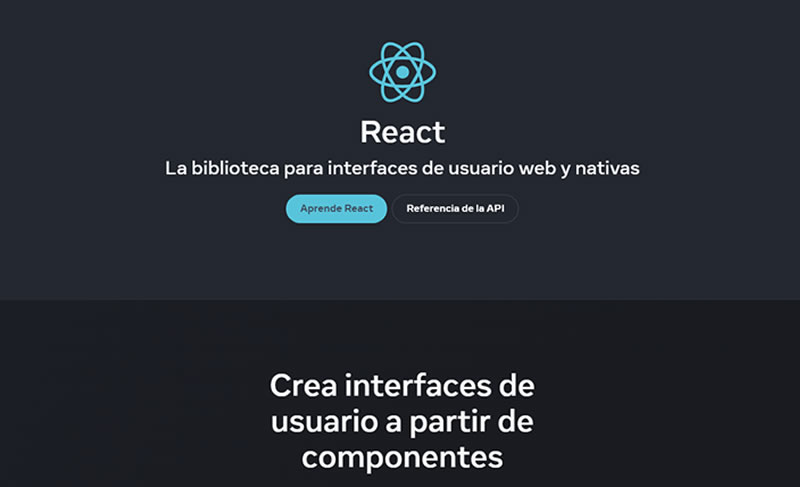 React
La biblioteca para interfaces de usuario web y nativas
Aprende React
Referencia de la API
Crea interfaces de
usuario a partir de
componentes